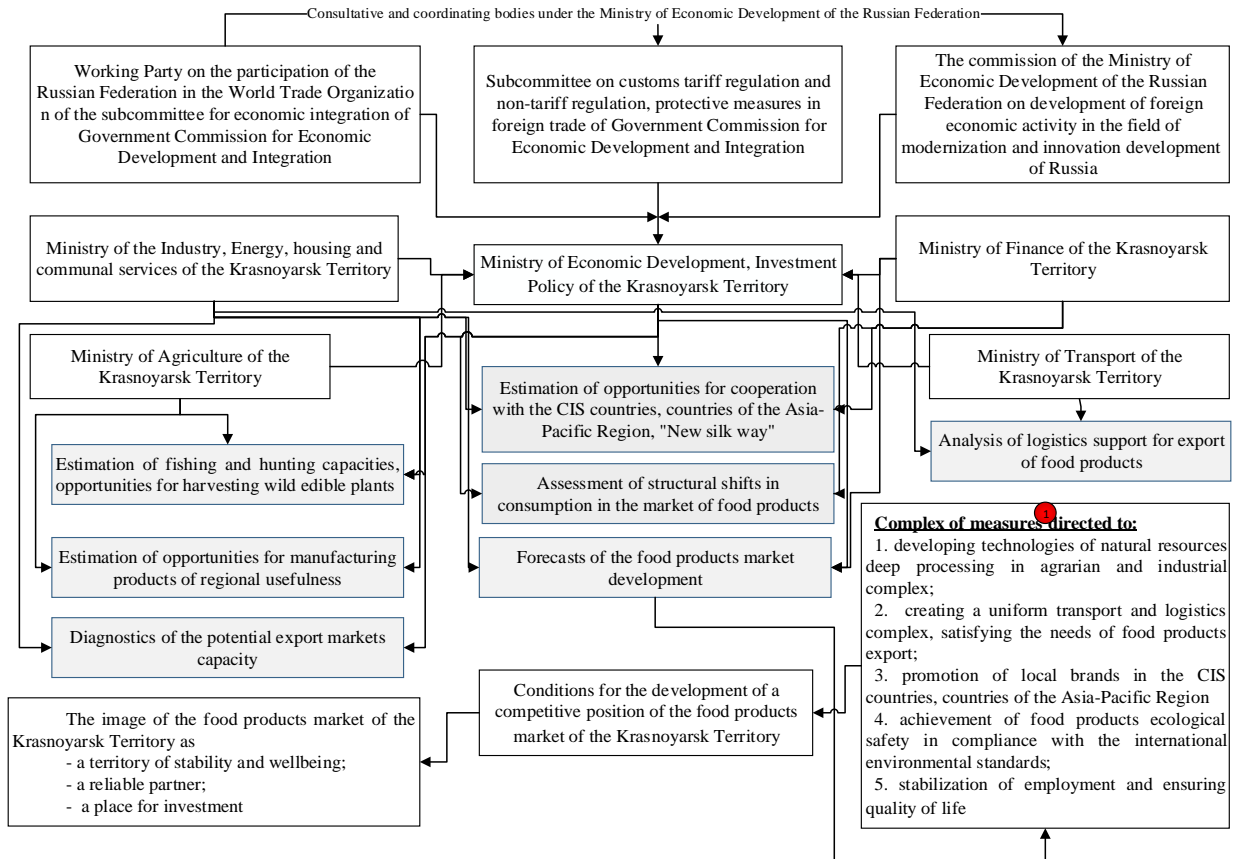 Consultative and coordinating bodies under the Ministry of Economic Development of the Russian Federation
Working Party on the participation of the
Russian Federation in the World Trade Organizatio
n of the subcommittee for economic integration of
Government Commission for Economic
Development and Integration
Subcommittee on customs tariff regulation and
non-tariff regulation, protective measures in
foreign trade of Government Commission for
Economic Development and Integration
The commission of the Ministry of
Economic Development of the Russian
Federation on development of foreign
economic activity in the field of
modernization and innovation development
of Russia
Ministry of the Industry, Energy, housing and
communal services of the Krasnoyarsk Territory
Ministry of Economic Development, Investment
Policy of the Krasnoyarsk Territory
Ministry of Finance of the Krasnoyarsk
Territory
Ministry of Agriculture of the
Krasnoyarsk Territory
Ministry of Transport of the
Krasnoyarsk Territory
Estimation of opportunities for cooperation
with the CIS countries, countries of the Asia-
Pacific Region, "New silk way"
Analysis of logistics support for export
of food products
Estimation of fishing and hunting capacities,
opportunities for harvesting wild edible plants
Assessment of structural shifts in
consumption in the market of food products
Estimation of opportunities for manufacturing
products of regional usefulness
Forecasts of the food products market
development
Diagnostics of the potential export markets
capacity
1
Complex of measures directed to:
1. developing technologies of natural resources
deep processing in agrarian and industrial
complex;
2. creating a uniform transport and logistics
complex, satisfying the needs of food products
export;
3. promotion of local brands in the CIS
countries, countries of the Asia-Pacific Region
4. achievement of food products ecological
safety in compliance with the international
environmental standards;
5. stabilization of employment and ensuring
quality of life
Conditions for the development of a
competitive position of the food products
market of the Krasnoyarsk Territory
The image of the food products market of the
Krasnoyarsk Territory as
- a territory of stability and wellbeing;
- a reliable partner;
- a place for investment